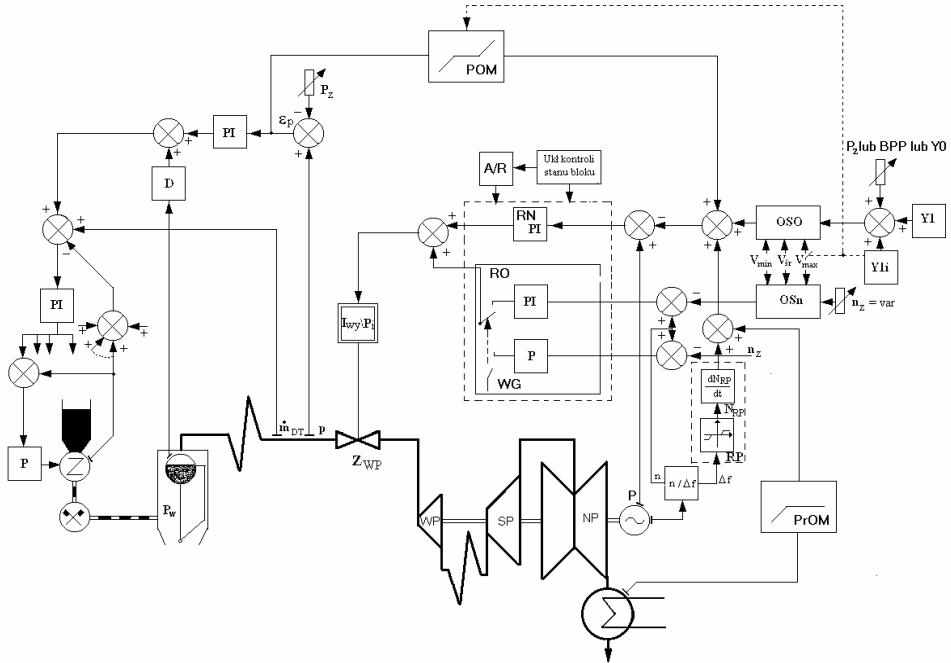 POM
P_z
ε_p
PI
D
A/R
Ukł kontroli
stanu bloku
P_z lub BPP lub Y0
RN
PI
OSO
Y1
V_min V_śr V_max
Y1i
RO
PI
OSn
n_z = var
PI
I_WY\P_1
P
n_z
WG
dN_RP
dt
N_RP
RP
ṁ_DT p
Z_WP
P
Z
n
n / Δf
Δf
P
P_w
WP
SP
NP
PrOM